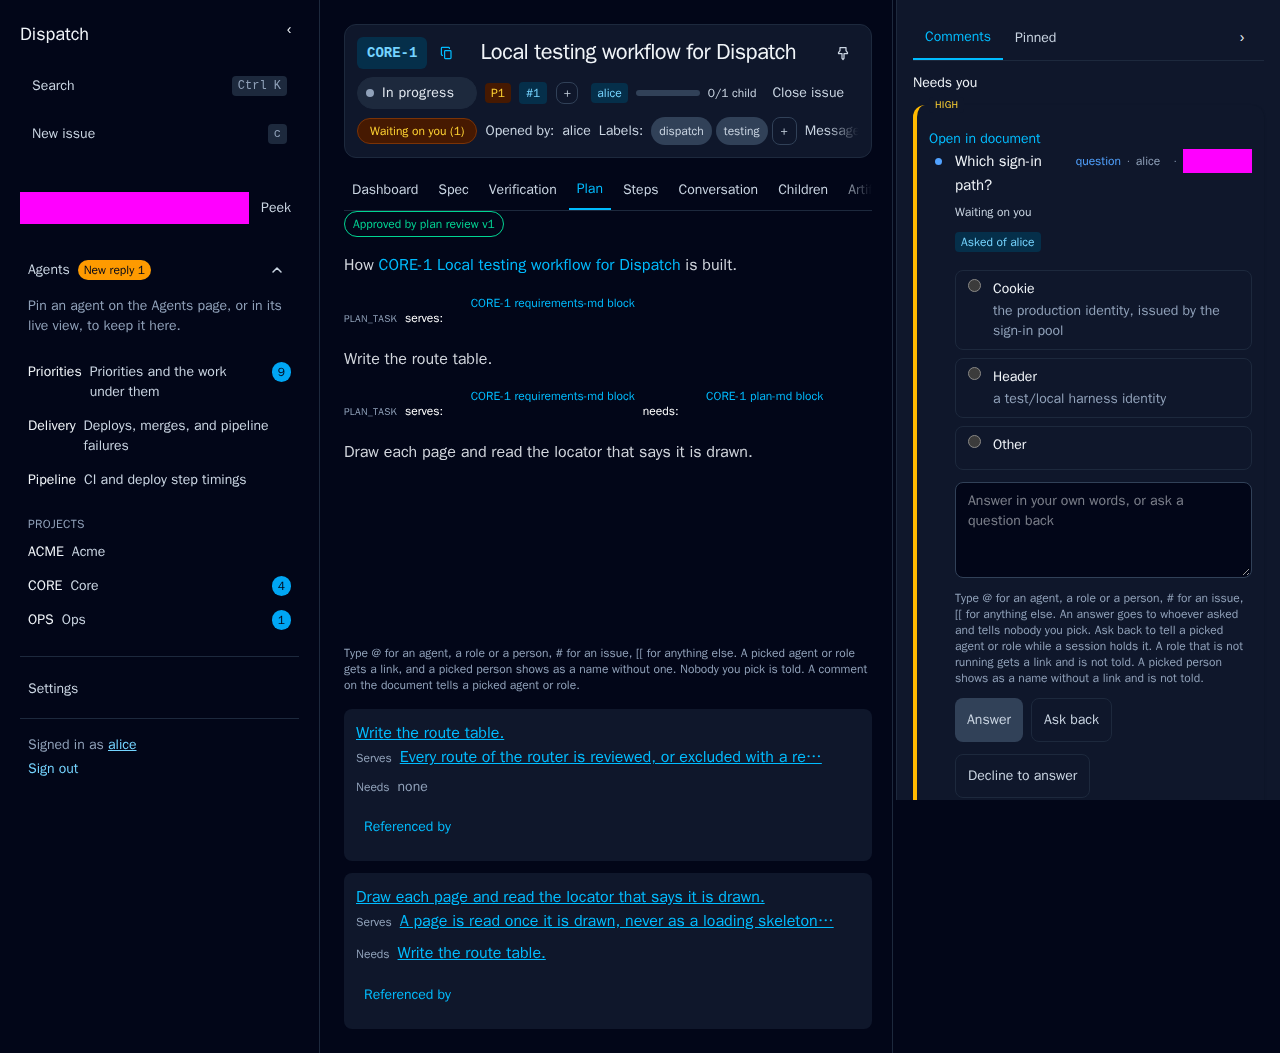 Dispatch
‹
Search
Ctrl K
New issue
C
Peek
Agents
New reply 1
Pin an agent on the Agents page, or in its
live view, to keep it here.
Priorities Priorities and the work
under them
9
Delivery Deploys, merges, and pipeline
failures
Pipeline CI and deploy step timings
PROJECTS
ACME Acme
CORE Core
4
OPS Ops
1
Settings
Signed in as alice
Sign out
CORE-1
Local testing workflow for Dispatch
In progress
P1
#1
+
alice
0/1 child
Close issue
Waiting on you (1)
Opened by: alice
Labels:
dispatch
testing
+
Message
Dashboard
Spec
Verification
Plan
Steps
Conversation
Children
Approved by plan review v1
How CORE-1 Local testing workflow for Dispatch is built.
PLAN_TASK serves: CORE-1 requirements-md block
Write the route table.
PLAN_TASK serves: CORE-1 requirements-md block needs: CORE-1 plan-md block
Draw each page and read the locator that says it is drawn.
Type @ for an agent, a role or a person, # for an issue, [[ for anything else. A picked agent or role
gets a link, and a picked person shows as a name without one. Nobody you pick is told. A comment
on the document tells a picked agent or role.
Write the route table.
Serves Every route of the router is reviewed, or excluded with a re···
Needs none
Referenced by
Draw each page and read the locator that says it is drawn.
Serves A page is read once it is drawn, never as a loading skeleton···
Needs Write the route table.
Referenced by
Comments
Pinned
›
Needs you
HIGH
Open in document
Which sign-in
path?
question · alice ·
Waiting on you
Asked of alice
Cookie
the production identity, issued by the
sign-in pool
Header
a test/local harness identity
Other
Answer in your own words, or ask a
question back
Type @ for an agent, a role or a person, # for an issue,
[[ for anything else. An answer goes to whoever asked
and tells nobody you pick. Ask back to tell a picked
agent or role while a session holds it. A role that is not
running gets a link and is not told. A picked person
shows as a name without a link and is not told.
Answer
Ask back
Decline to answer